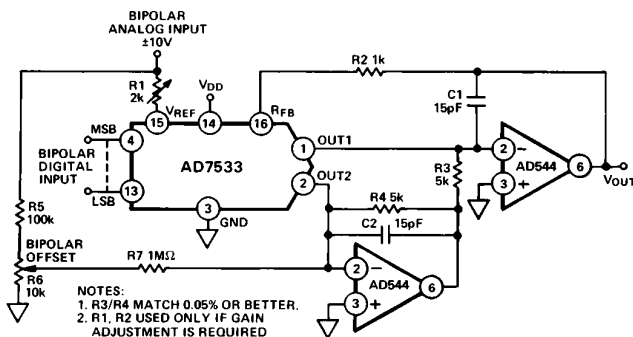 BIPOLAR
ANALOG INPUT
±10V
R1
2k
VREF
15
VDD
14
RFB
16
R2 1k
C1
15pF
MSB
4
BIPOLAR
DIGITAL INPUT
LSB
13
AD7533
1
OUT1
2
OUT2
3
GND
R3
5k
R4 5k
C2
15pF
2
−
3
+
AD544
6
VOUT
R5
100k
BIPOLAR
OFFSET
R6
10k
R7 1MΩ
2
−
3
+
AD544
6
NOTES:
1. R3/R4 MATCH 0.05% OR BETTER.
2. R1, R2 USED ONLY IF GAIN
ADJUSTMENT IS REQUIRED